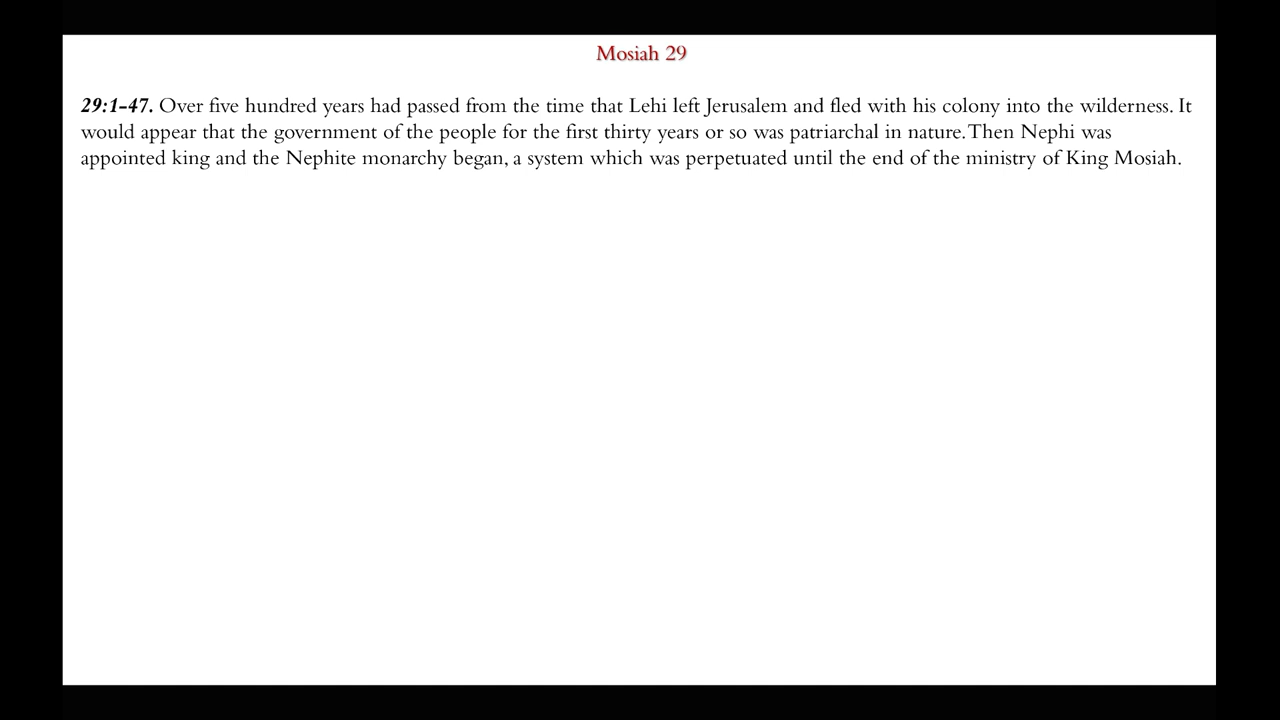 Mosiah 29
29:1-47. Over five hundred years had passed from the time that Lehi left Jerusalem and fled with his colony into the wilderness. It
would appear that the government of the people for the first thirty years or so was patriarchal in nature. Then Nephi was
appointed king and the Nephite monarchy began, a system which was perpetuated until the end of the ministry of King Mosiah.